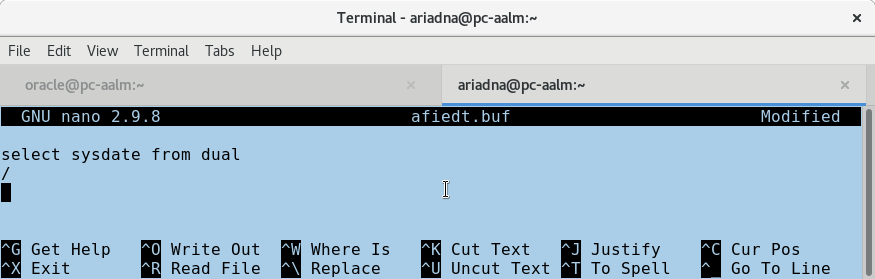 Terminal - ariadna@pc-aalm:~ ×
File Edit View Terminal Tabs Help
oracle@pc-aalm:~ × ariadna@pc-aalm:~ ×
GNU nano 2.9.8 afiedt.buf Modified
select sysdate from dual
/
^G Get Help ^O Write Out ^W Where Is ^K Cut Text ^J Justify ^C Cur Pos
^X Exit ^R Read File ^\ Replace ^U Uncut Text ^T To Spell ^_ Go To Line